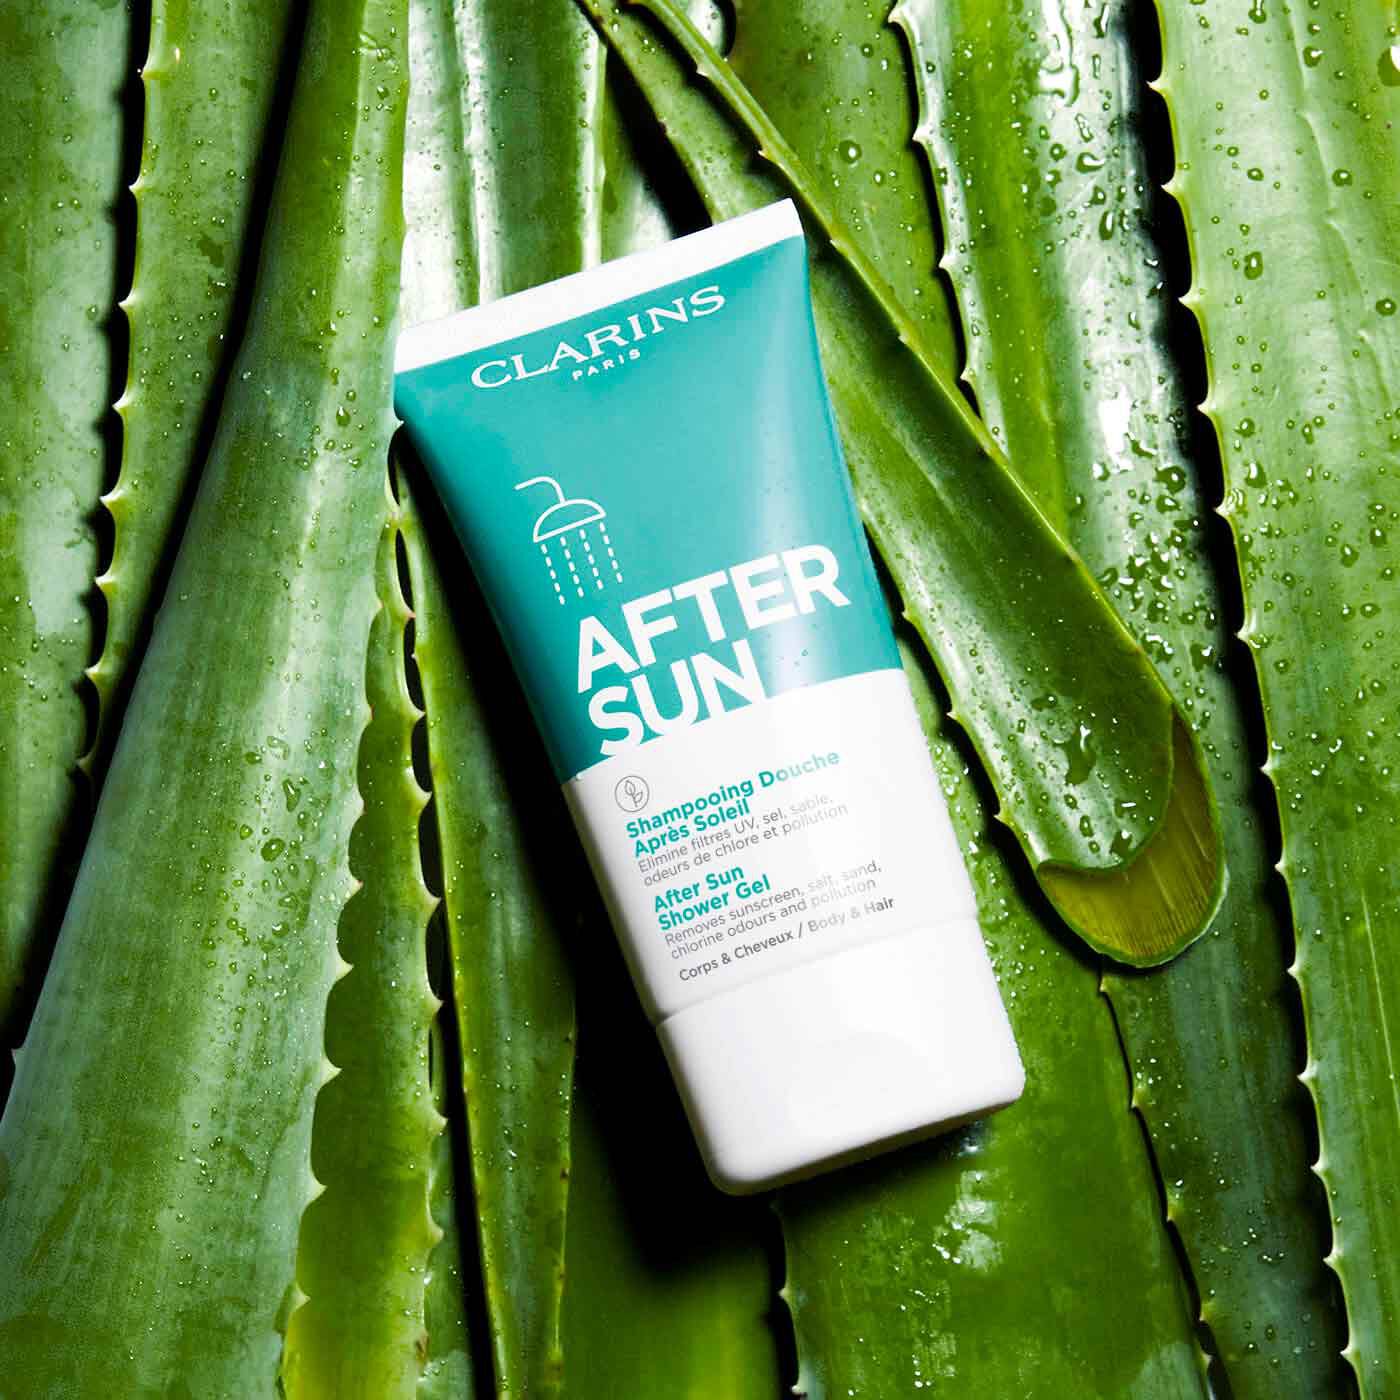 CLARINS
PARIS
AFTER
SUN
Shampooing Douche
Après Soleil
Elimine filtres UV, sel, sable,
odeurs de chlore et pollution
After Sun
Shower Gel
Removes sunscreen, salt, sand,
chlorine odours and pollution
Corps & Cheveux / Body & Hair